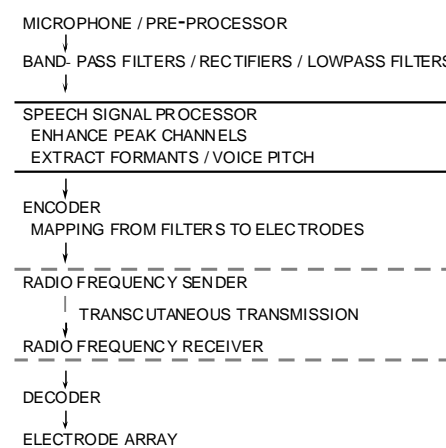 MICROPHONE / PRE-PROCESSOR
BAND- PASS FILTERS / RECTIFIERS / LOWPASS FILTERS
SPEECH SIGNAL PROCESSOR
ENHANCE PEAK CHANNELS
EXTRACT FORMANTS / VOICE PITCH
ENCODER
MAPPING FROM FILTERS TO ELECTRODES
RADIO FREQUENCY SENDER
TRANSCUTANEOUS TRANSMISSION
RADIO FREQUENCY RECEIVER
DECODER
ELECTRODE ARRAY